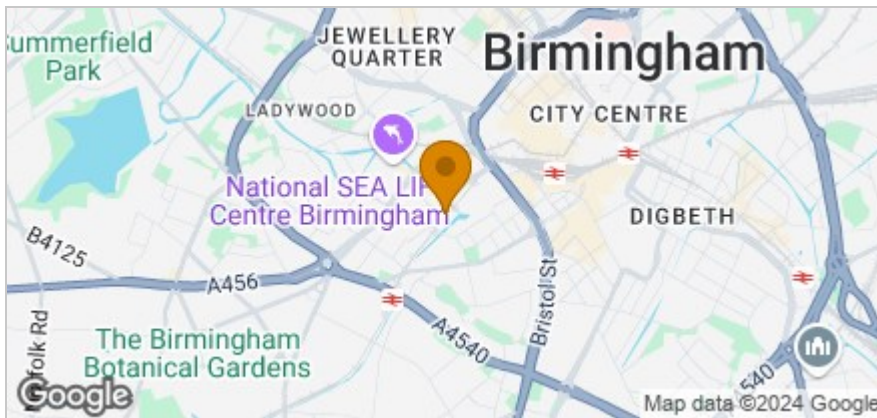 Summerfield
Park
JEWELLERY
QUARTER
Birmingham
LADYWOOD
CITY CENTRE
National SEA LIF
Centre Birmingham
DIGBETH
B4125
A456
Bristol St
A4540
folk Rd
The Birmingham
Botanical Gardens
540
Google
Map data ©2024 Google